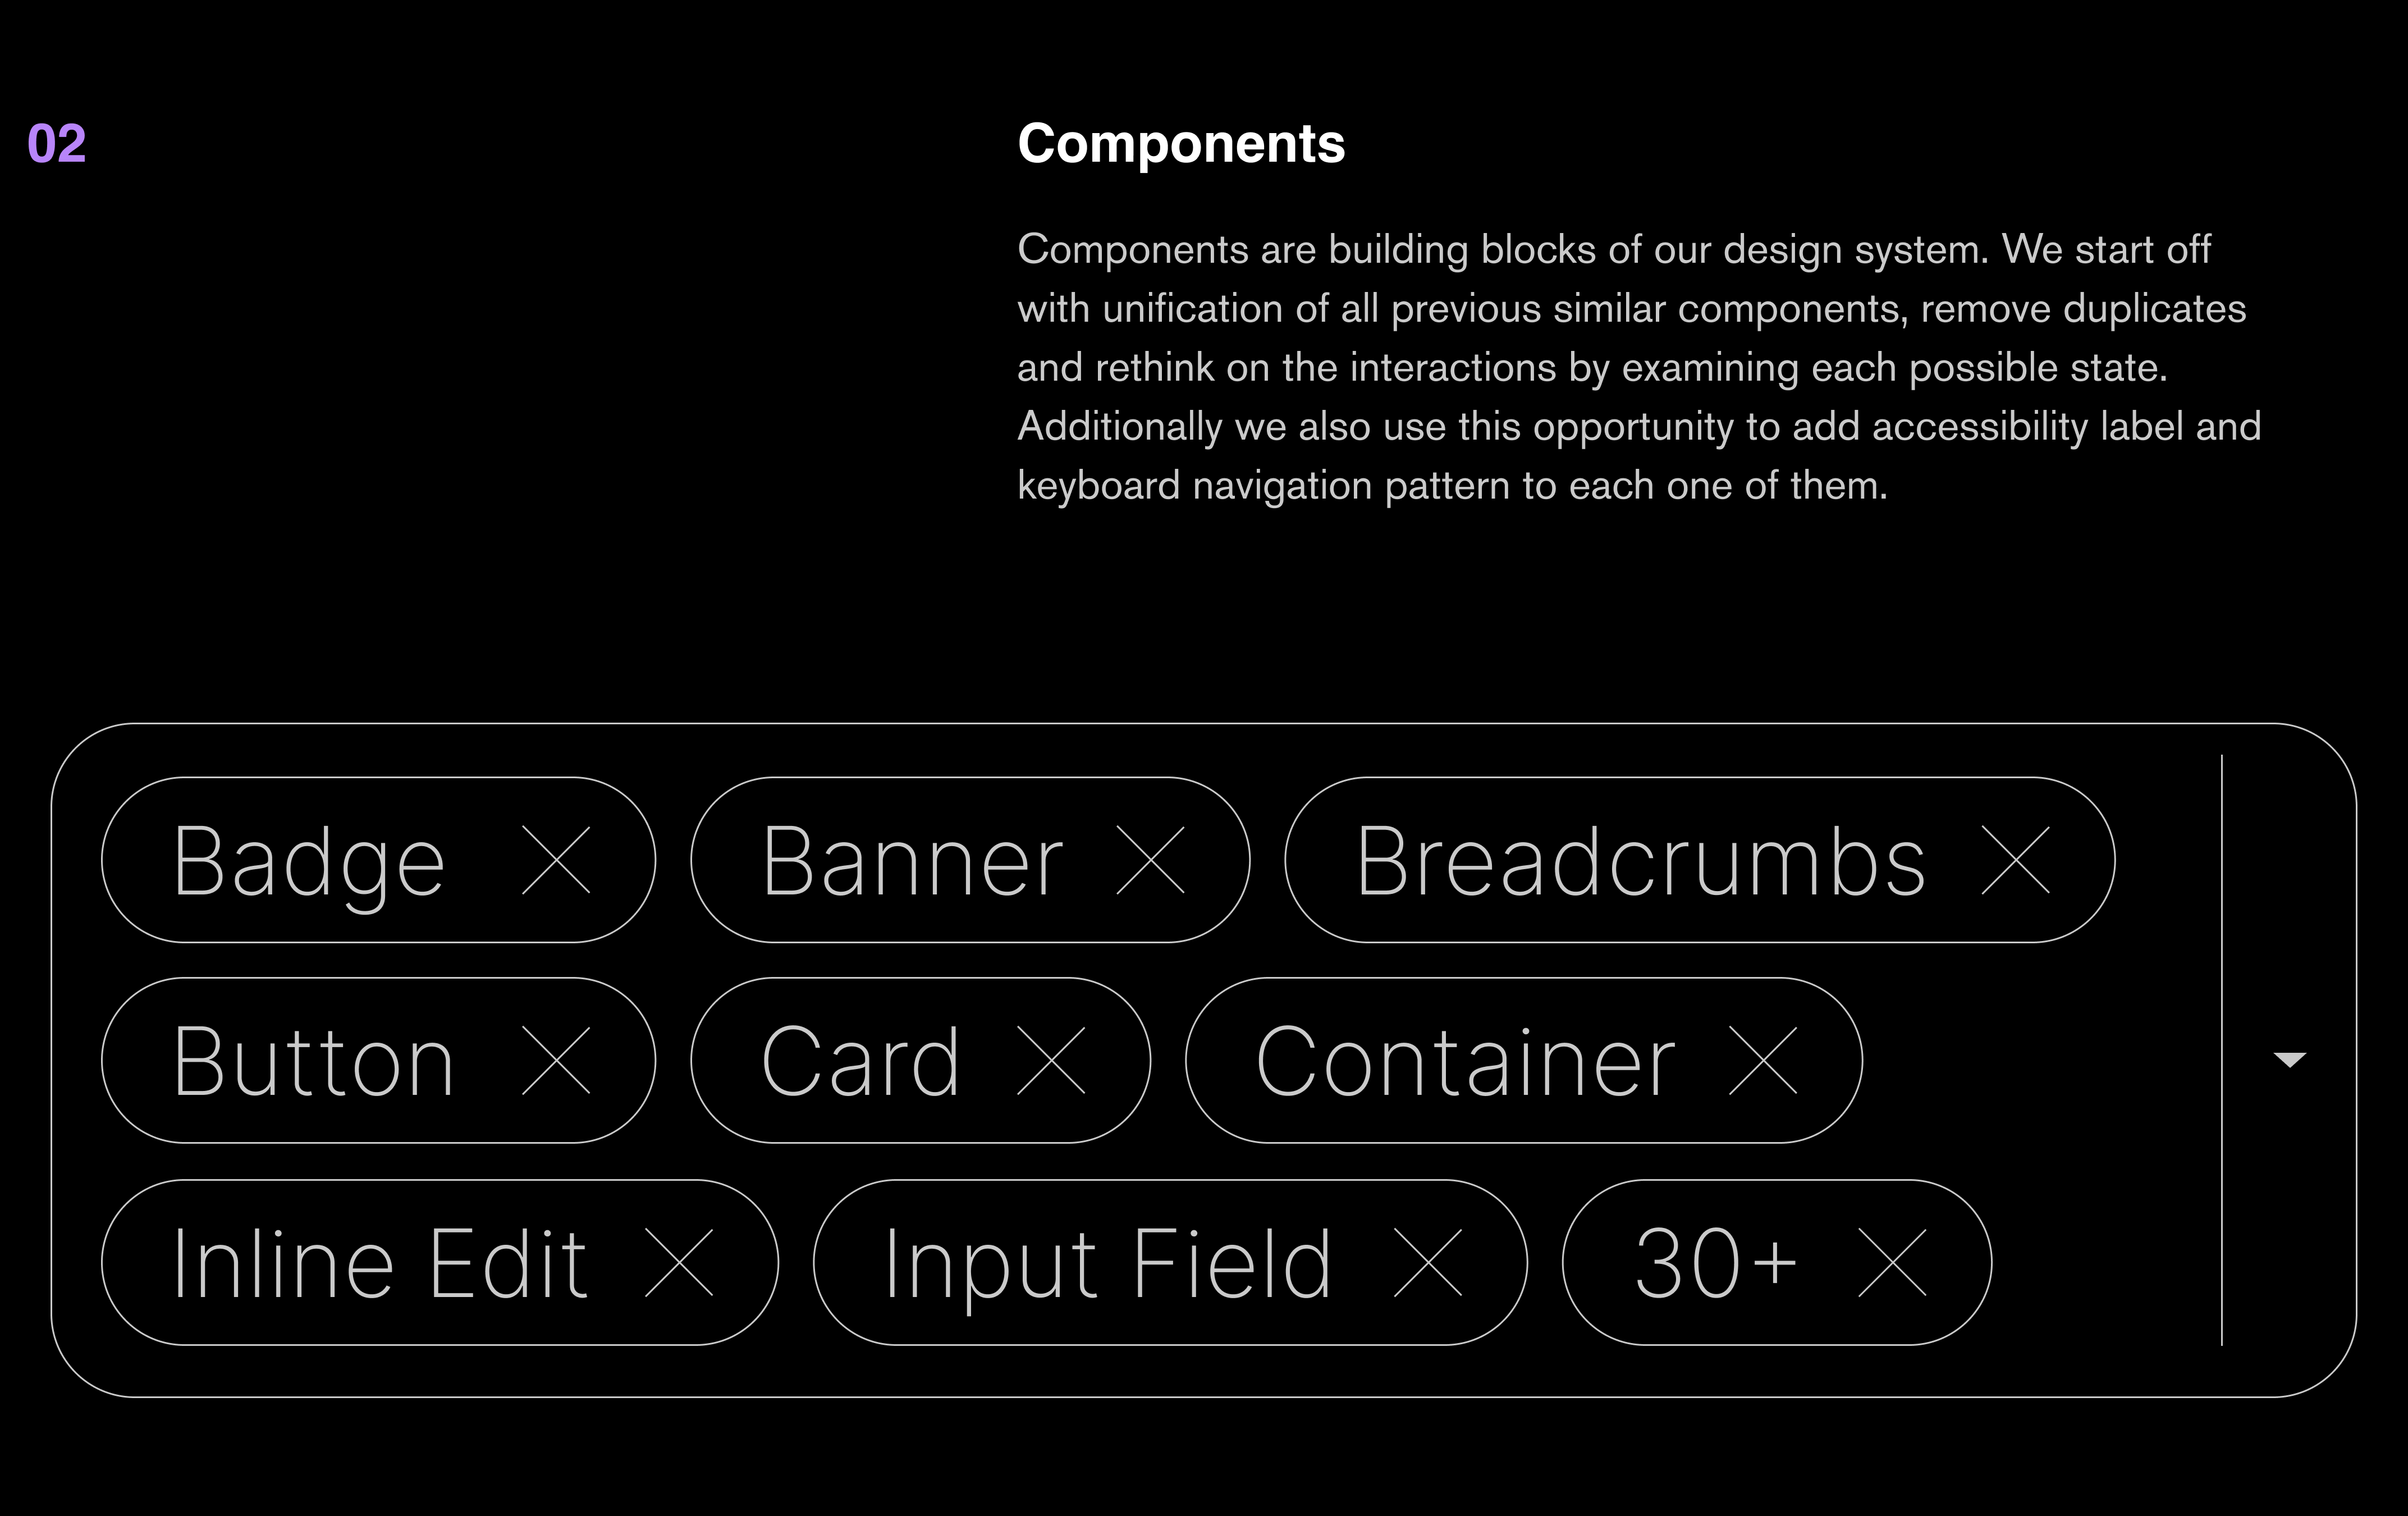 02
Components
Components are building blocks of our design system. We start off
with unification of all previous similar components, remove duplicates
and rethink on the interactions by examining each possible state.
Additionally we also use this opportunity to add accessibility label and
keyboard navigation pattern to each one of them.
Badge Banner Breadcrumbs
Button Card Container
Inline Edit Input Field 30+